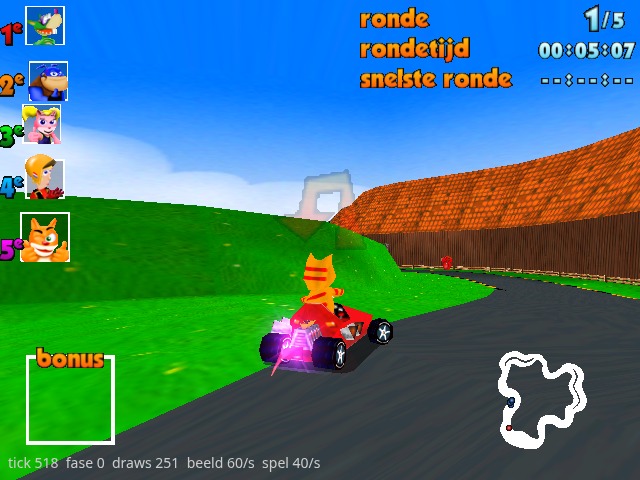 1e
2e
3e
4e
5e
ronde 1/5
rondetijd 00:05:07
snelste ronde --:--:--
bonus
tick 518 fase 0 draws 251 beeld 60/s spel 40/s